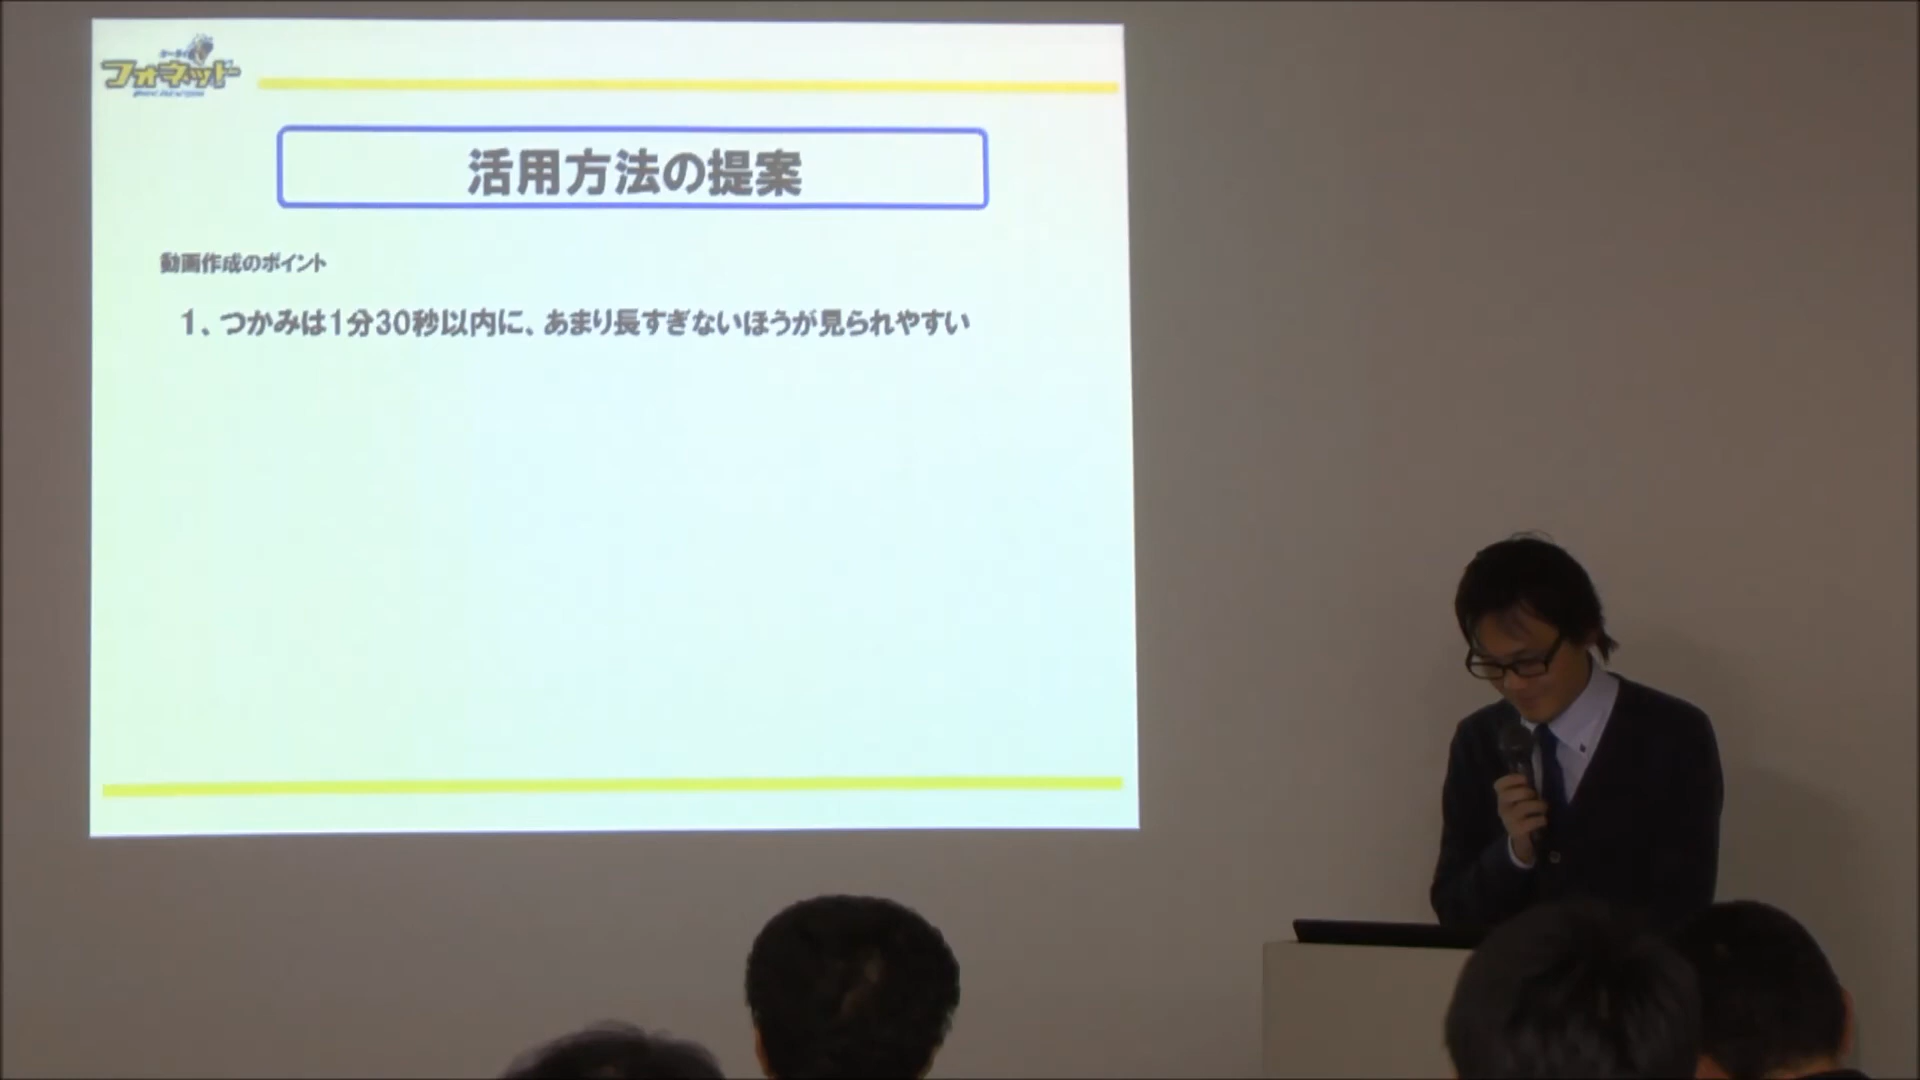 フォネット
活用方法の提案
動画作成のポイント
1、つかみは1分30秒以内に、あまり長すぎないほうが見られやすい